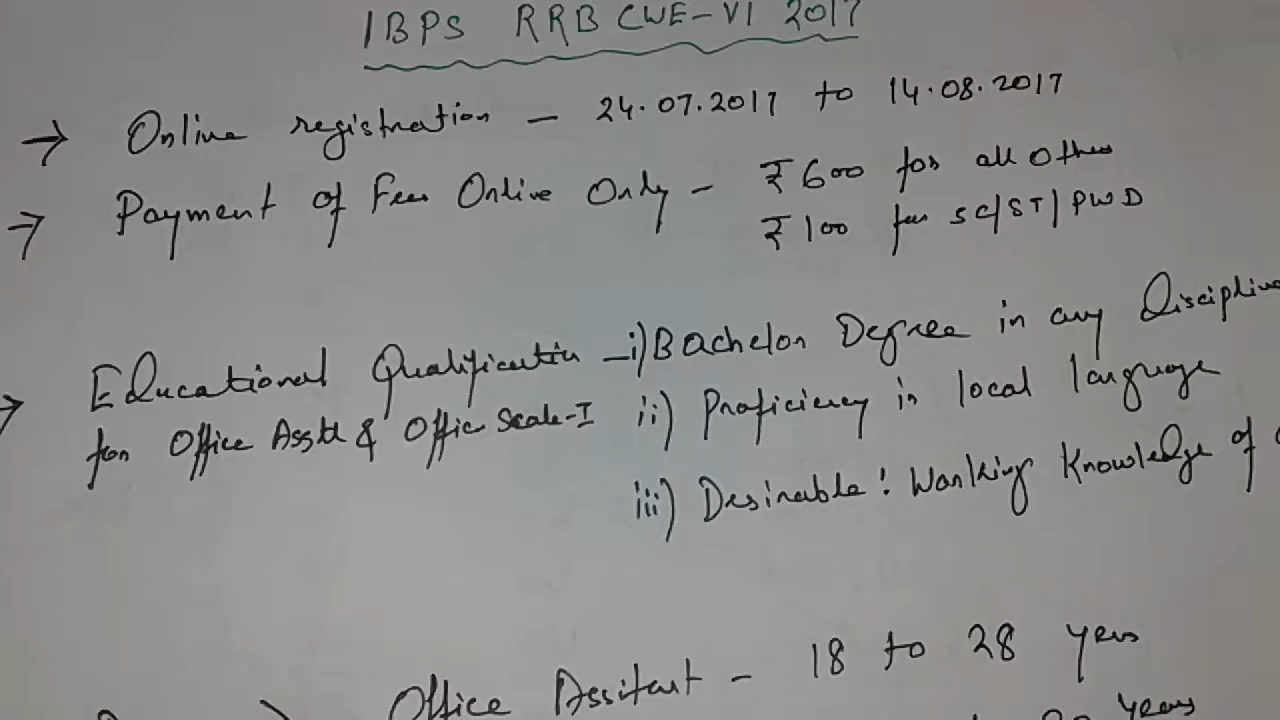 IBPS RRB CWE-VI 2017
→ Online registration - 24.07.2017 to 14.08.2017
→ Payment of Fees Online Only - ₹600 for all Others
₹100 for SC/ST/PWD
→ Educational Qualification - i) Bachelor Degree in any Discipline
for Office Asstt & Office Scale-I ii) Proficiency in local language
iii) Desirable: Working Knowledge of
Office Assitant - 18 to 28 years
years